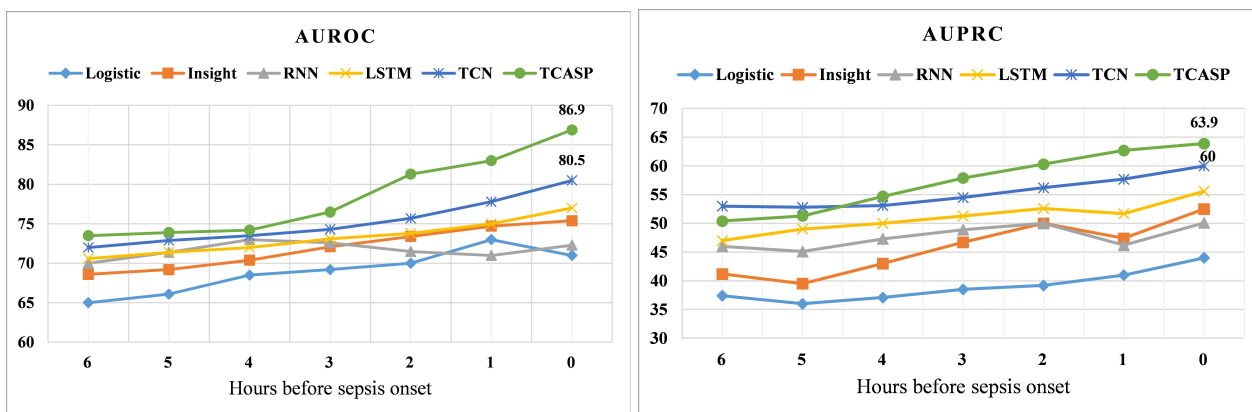 AUROC
Logistic Insight RNN LSTM TCN TCASP
90
85
80
75
70
65
60
86.9
80.5
6 5 4 3 2 1 0
Hours before sepsis onset
AUPRC
Logistic Insight RNN LSTM TCN TCASP
70
65
60
55
50
45
40
35
30
63.9
60
6 5 4 3 2 1 0
Hours before sepsis onset